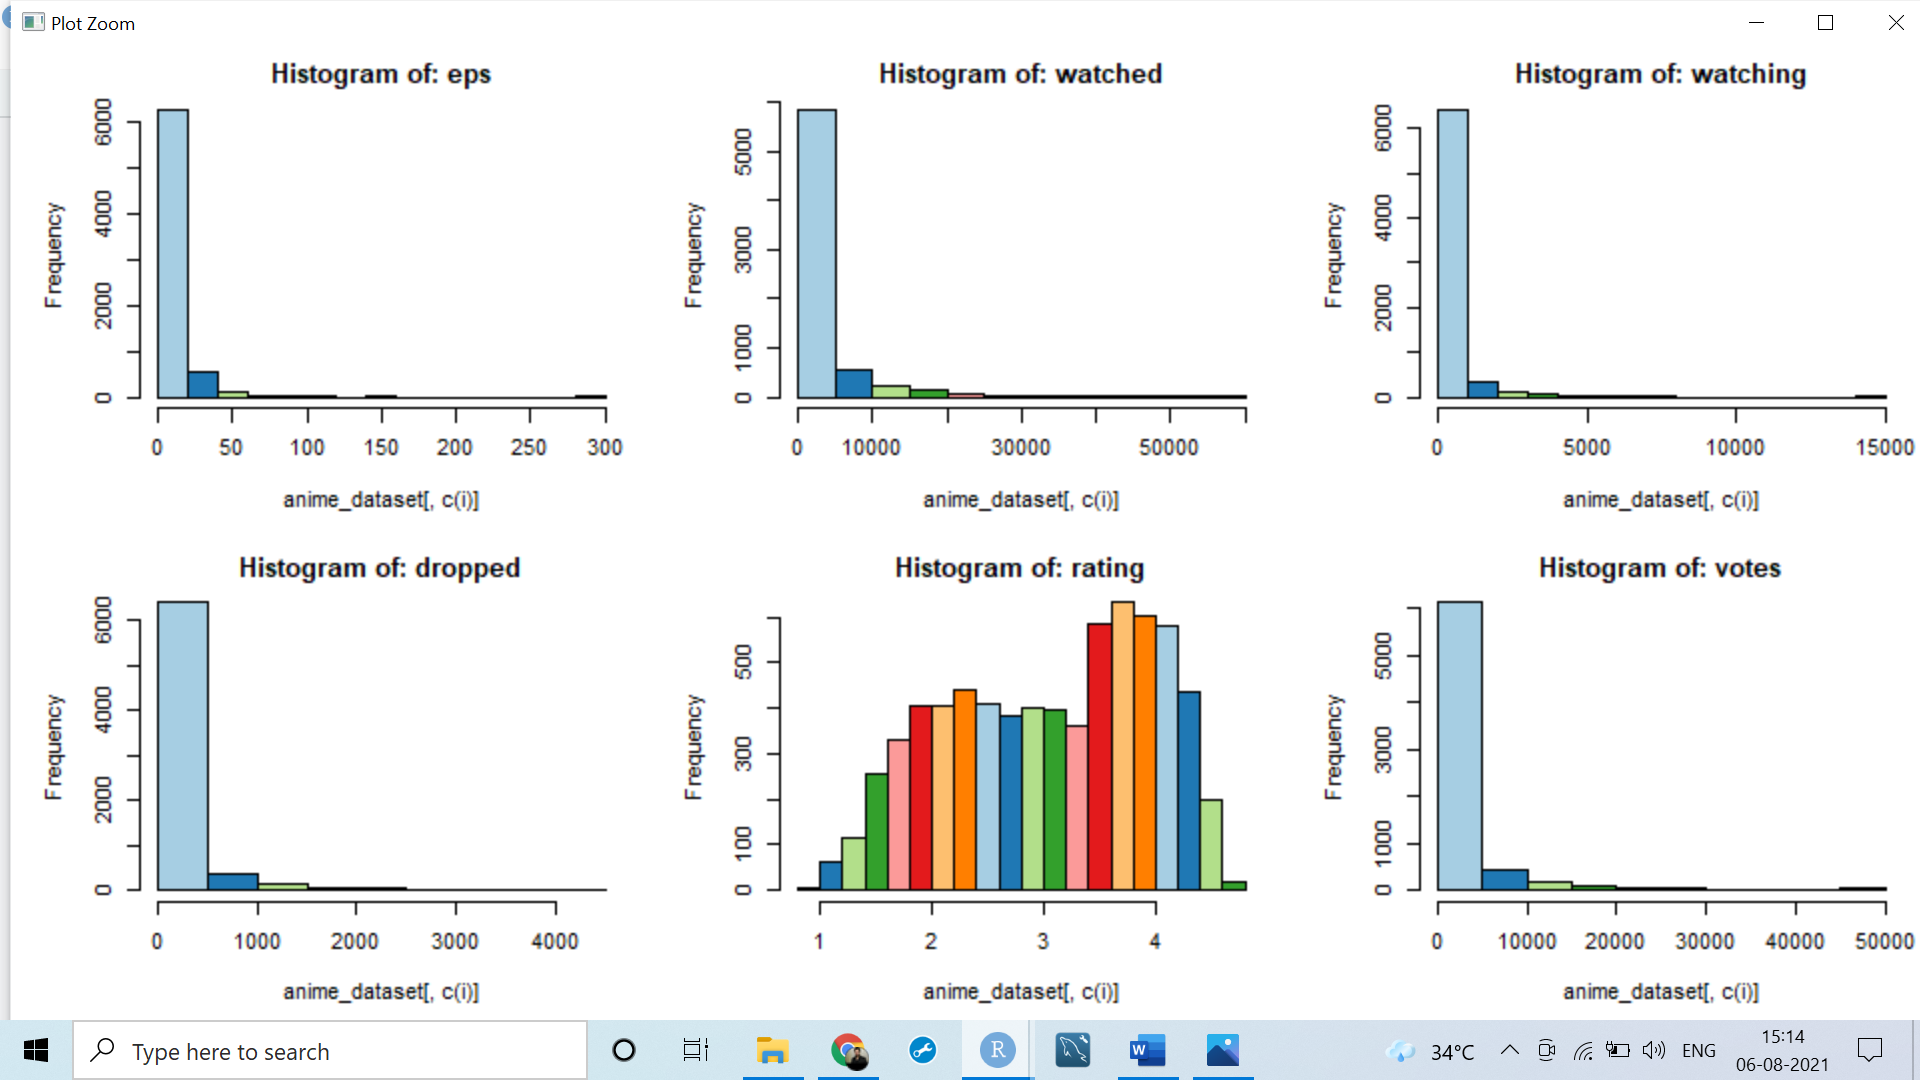 Plot Zoom
Histogram of: eps
Frequency
0 2000 4000 6000
0 50 100 150 200 250 300
anime_dataset[, c(i)]
Histogram of: watched
Frequency
0 1000 3000 5000
0 10000 30000 50000
anime_dataset[, c(i)]
Histogram of: watching
Frequency
0 2000 4000 6000
0 5000 10000 15000
anime_dataset[, c(i)]
Histogram of: dropped
Frequency
0 2000 4000 6000
0 1000 2000 3000 4000
anime_dataset[, c(i)]
Histogram of: rating
Frequency
0 100 300 500
1 2 3 4
anime_dataset[, c(i)]
Histogram of: votes
Frequency
0 1000 3000 5000
0 10000 20000 30000 40000 50000
anime_dataset[, c(i)]
Type here to search
R
W
34°C
ENG
15:14
06-08-2021